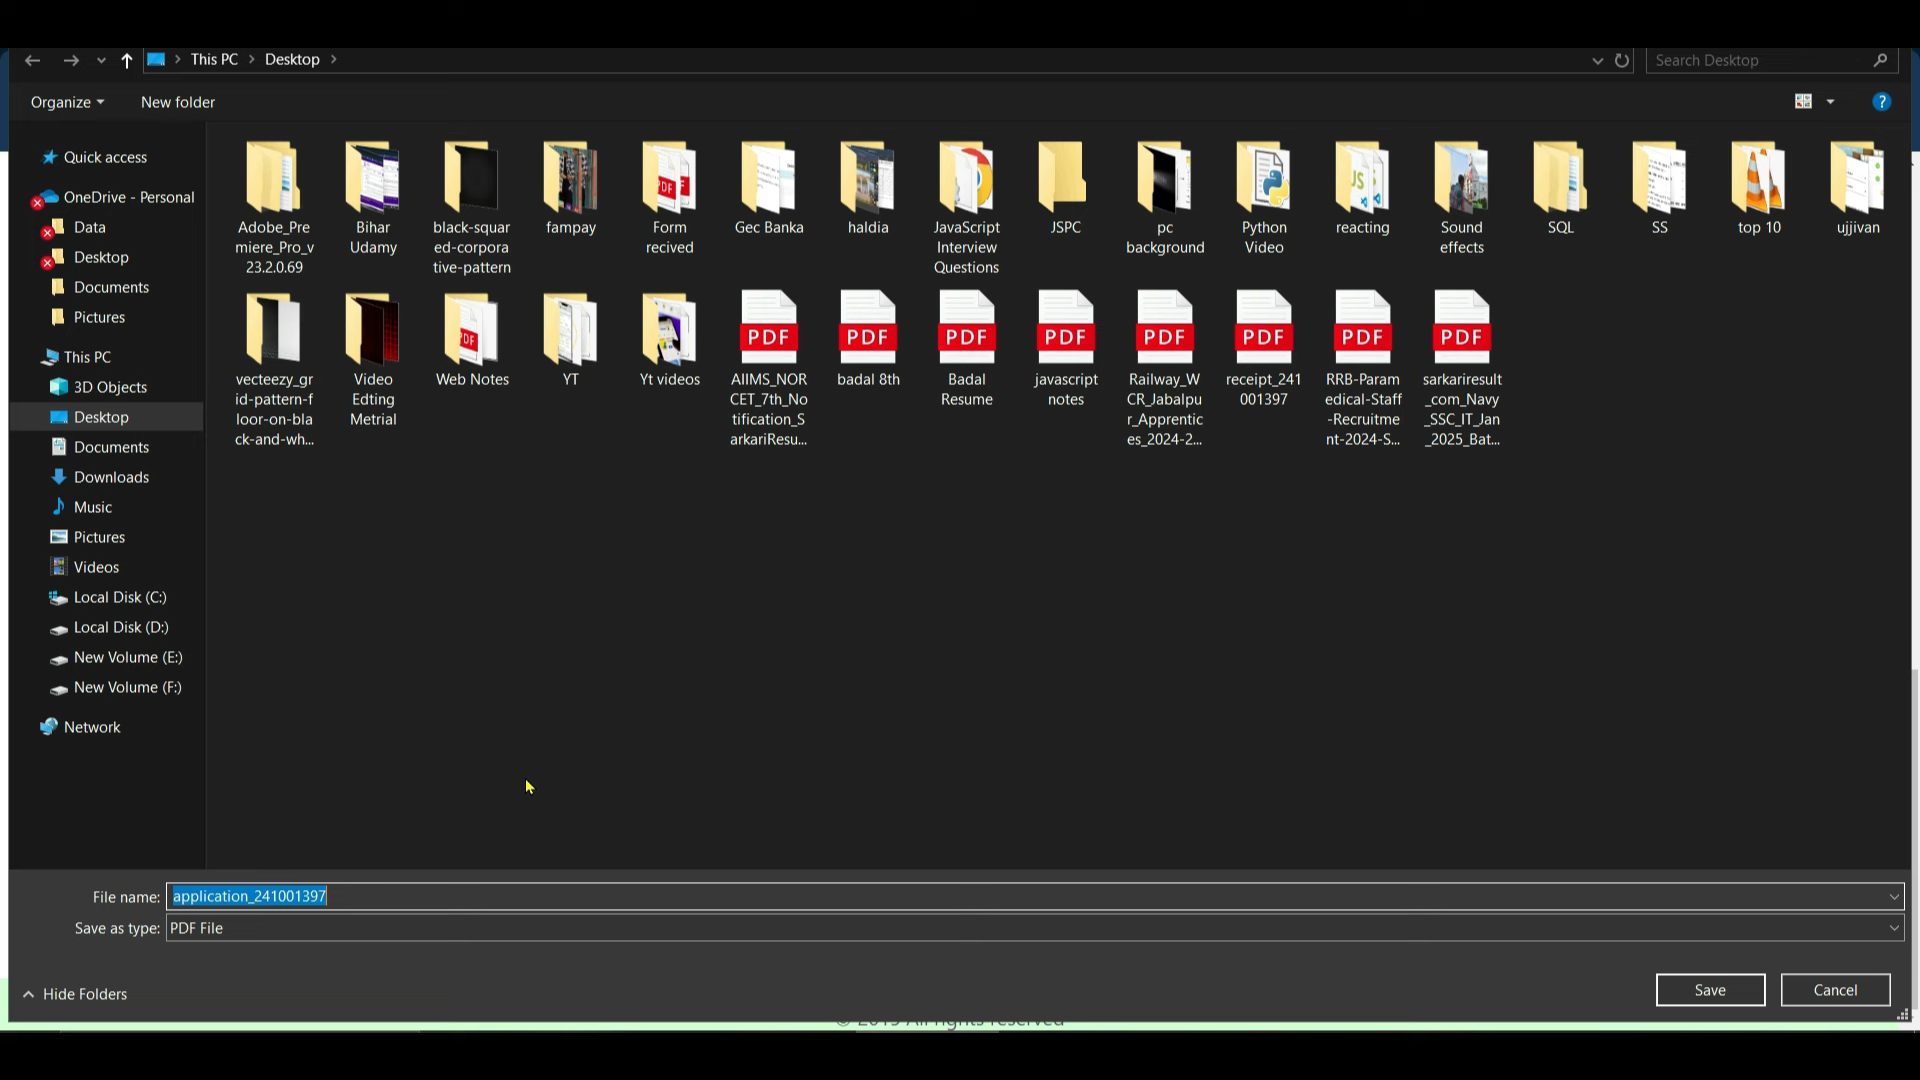 This PC > Desktop >
Search Desktop
Organize
New folder
?
Quick access
OneDrive - Personal
Data
Desktop
Documents
Pictures
This PC
3D Objects
Desktop
Documents
Downloads
Music
Pictures
Videos
Local Disk (C:)
Local Disk (D:)
New Volume (E:)
New Volume (F:)
Network
Adobe_Pre
miere_Pro_v
23.2.0.69
Bihar
Udamy
black-squar
ed-corpora
tive-pattern
fampay
PDF
Form
recived
Gec Banka
haldia
JavaScript
Interview
Questions
JSPC
pc
background
Python
Video
JS
reacting
Sound
effects
SQL
SS
top 10
ujjivan
vecteezy_gr
id-pattern-f
loor-on-bla
ck-and-wh...
Video
Edting
Metrial
PDF
Web Notes
YT
Yt videos
PDF
AIIMS_NOR
CET_7th_No
tification_S
arkariResu...
PDF
badal 8th
PDF
Badal
Resume
PDF
javascript
notes
PDF
Railway_W
CR_Jabalpu
r_Apprentic
es_2024-2...
PDF
receipt_241
001397
PDF
RRB-Param
edical-Staff
-Recruitme
nt-2024-S...
PDF
sarkariresult
_com_Navy
_SSC_IT_Jan
_2025_Bat...
File name: application_241001397
Save as type: PDF File
Hide Folders
Save
Cancel
© 2019 All rights reserved